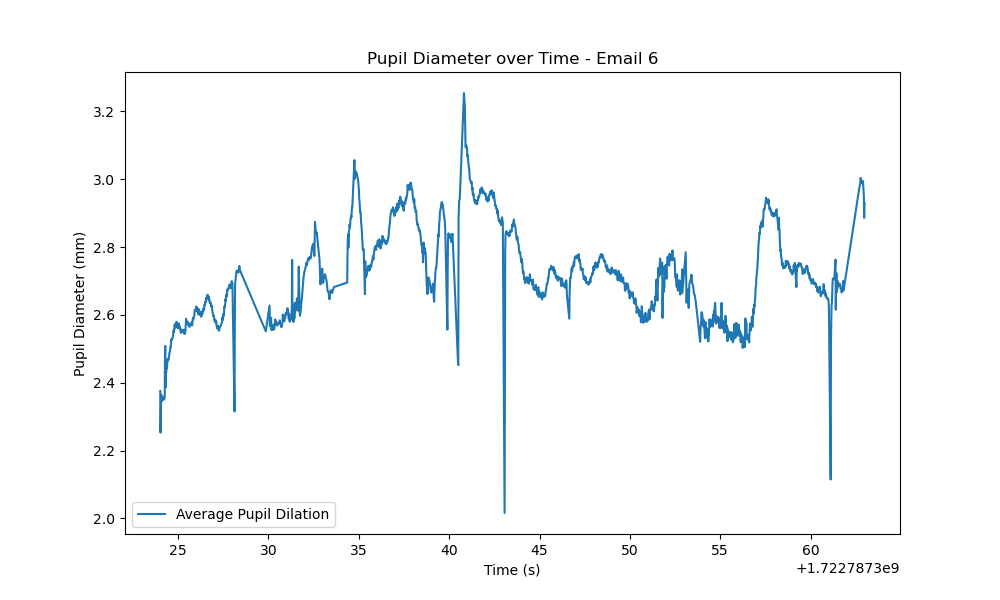 Pupil Diameter over Time - Email 6
Pupil Diameter (mm)
3.2
3.0
2.8
2.6
2.4
2.2
2.0
Average Pupil Dilation
25 30 35 40 45 50 55 60
Time (s)
+1.7227873e9